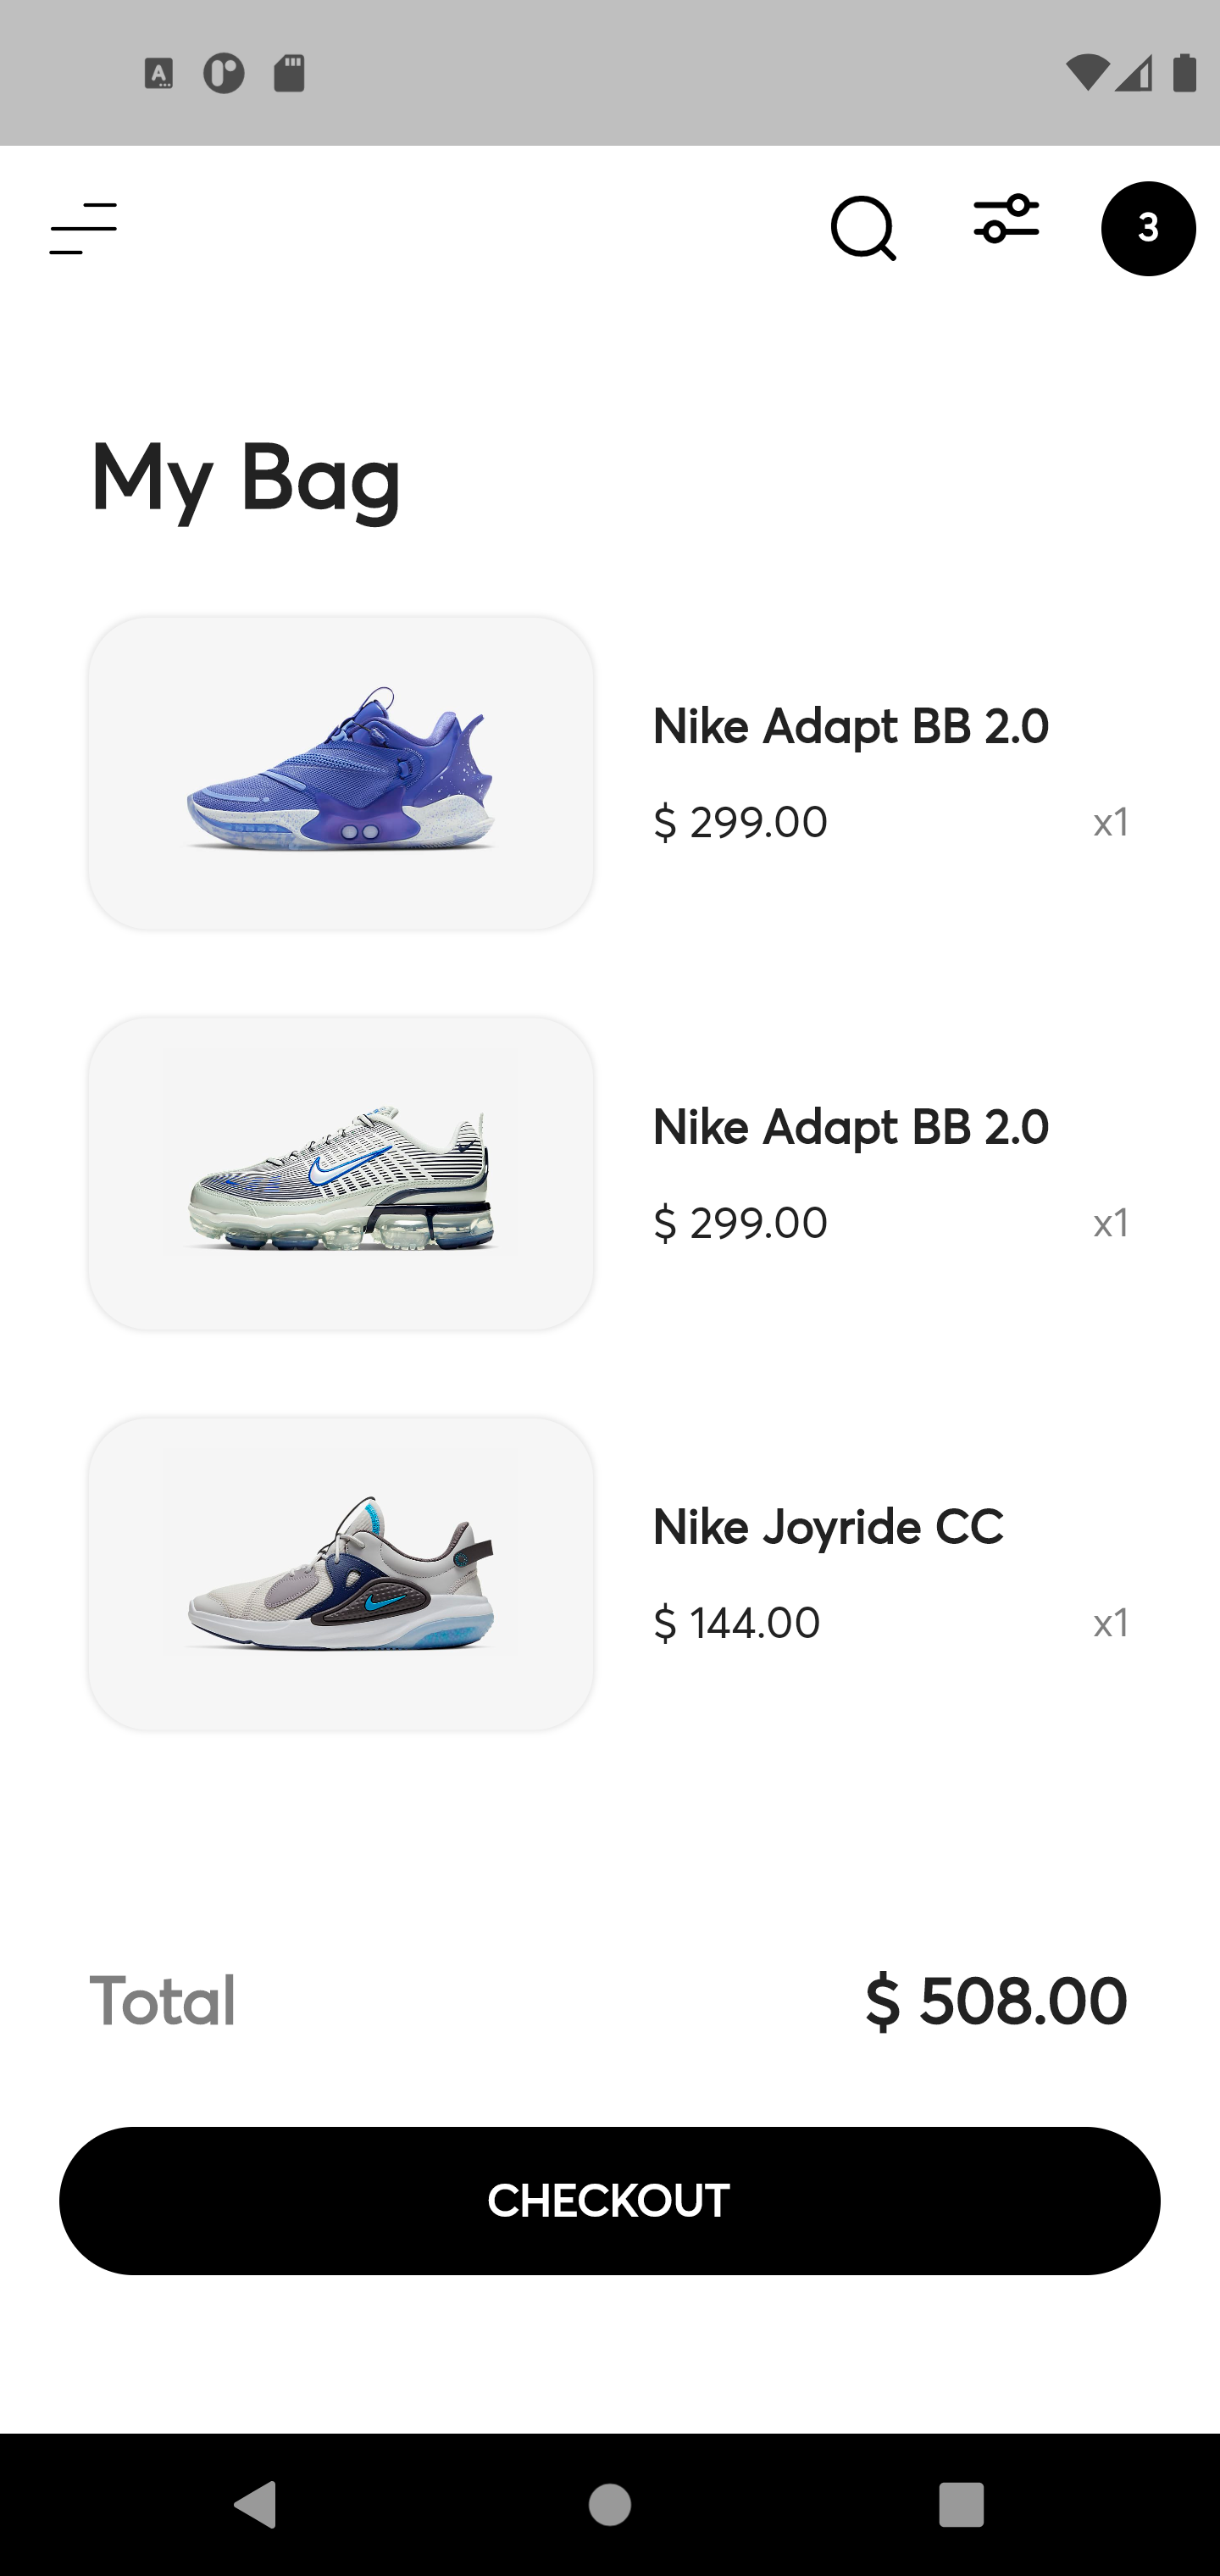 3
My Bag
Nike Adapt BB 2.0
$ 299.00 x1
Nike Adapt BB 2.0
$ 299.00 x1
Nike Joyride CC
$ 144.00 x1
Total $ 508.00
CHECKOUT